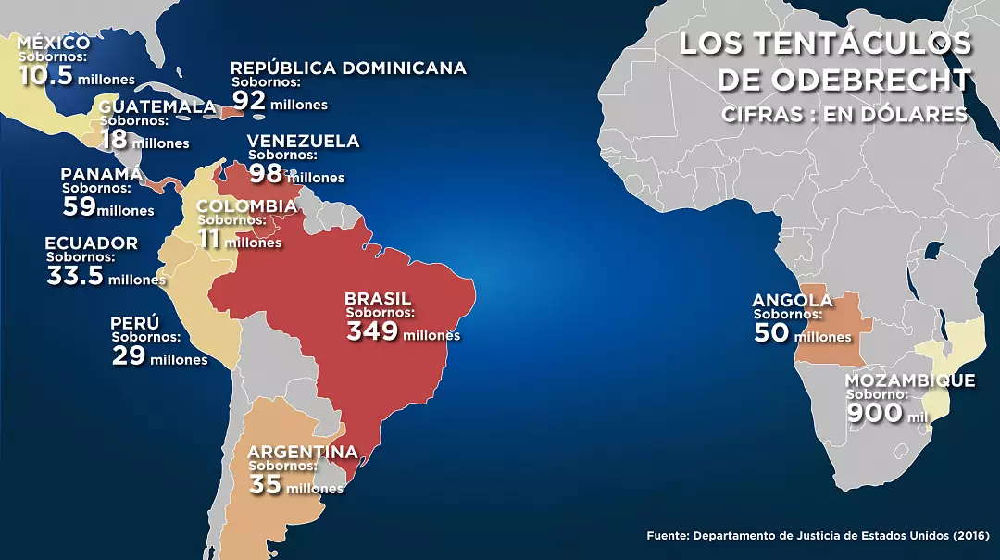 LOS TENTÁCULOS
DE ODEBRECHT
CIFRAS : EN DÓLARES
MÉXICO
Sobornos:
10.5 millones
REPÚBLICA DOMINICANA
Sobornos:
92 millones
GUATEMALA
Sobornos:
18 millones
VENEZUELA
Sobornos:
98 millones
PANAMÁ
Sobornos:
59 millones
COLOMBIA
Sobornos:
11 millones
ECUADOR
Sobornos:
33.5 millones
BRASIL
Sobornos:
349 millones
PERÚ
Sobornos:
29 millones
ANGOLA
Sobornos:
50 millones
MOZAMBIQUE
Soborno:
900 mil
ARGENTINA
Sobornos:
35 millones
Fuente: Departamento de Justicia de Estados Unidos (2016)